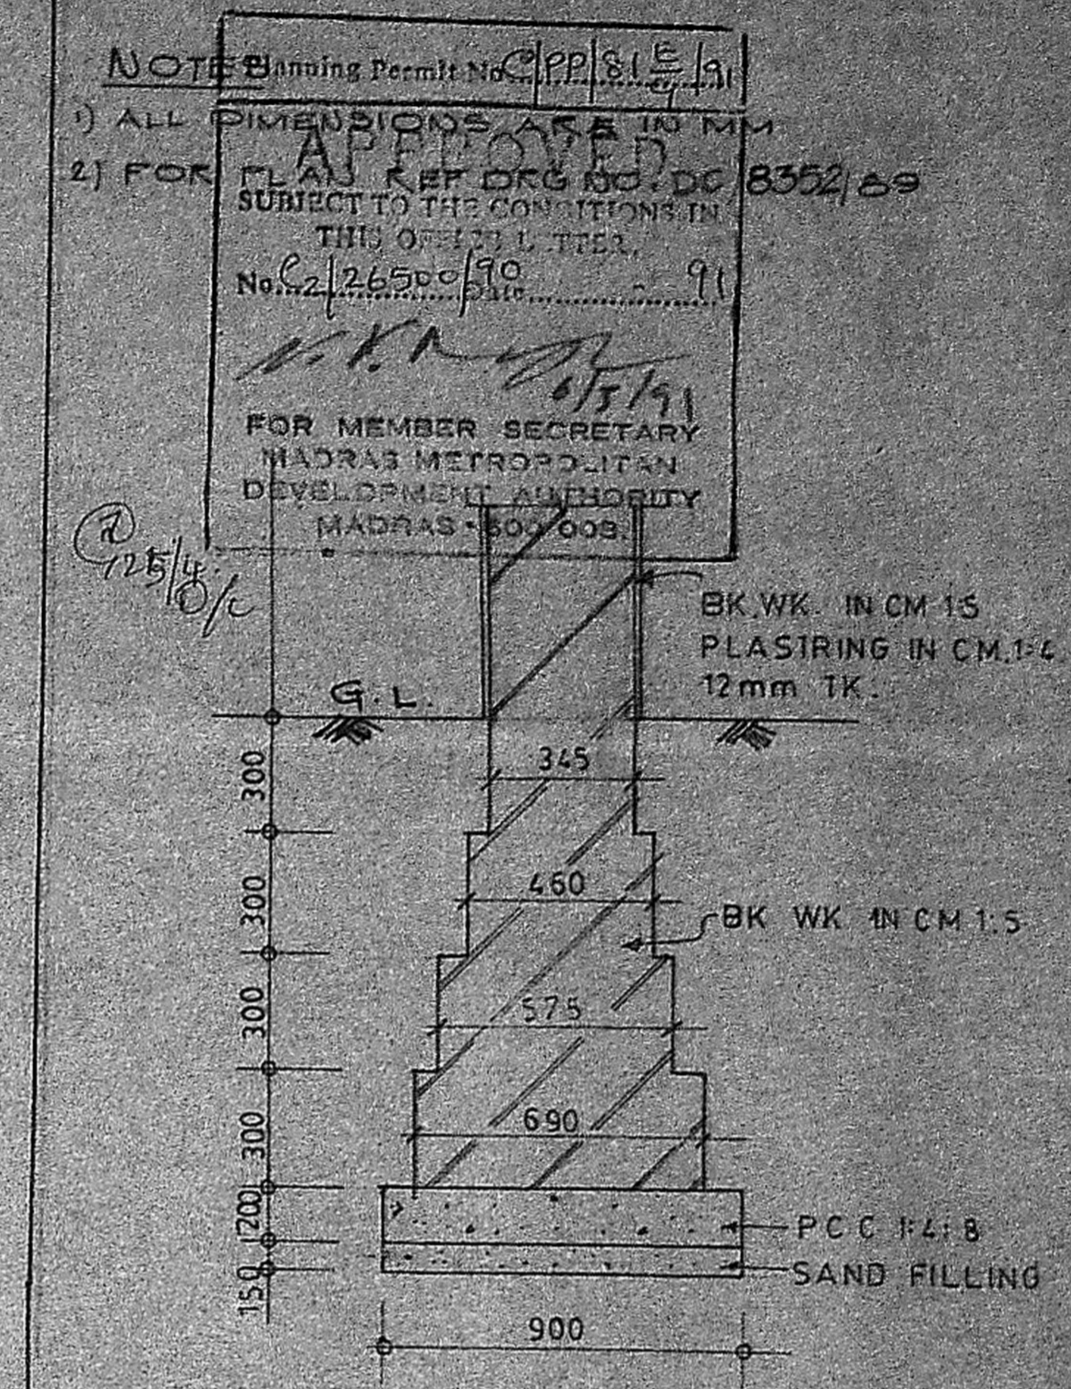 NOTE Planning Permit No. C/PP/81 E/91
1) ALL DIMENSIONS ARE IN MM
APPROVED
2) FOR PLAN REF DRG NO. DC/8352/89
SUBJECT TO THE CONDITIONS IN
THIS OFFICE LETTER.
No. C2/26500/90 Date - 91
6/5/91
FOR MEMBER SECRETARY
MADRAS METROPOLITAN
DEVELOPMENT AUTHORITY
MADRAS - 600 008.
BK.WK. IN CM 1:5
PLASTRING IN CM.1:4
12mm TK.
G.L.
300
345
300
460
BK WK IN CM 1:5
300
575
300
690
200
PCC 1:4:8
150
SAND FILLING
900